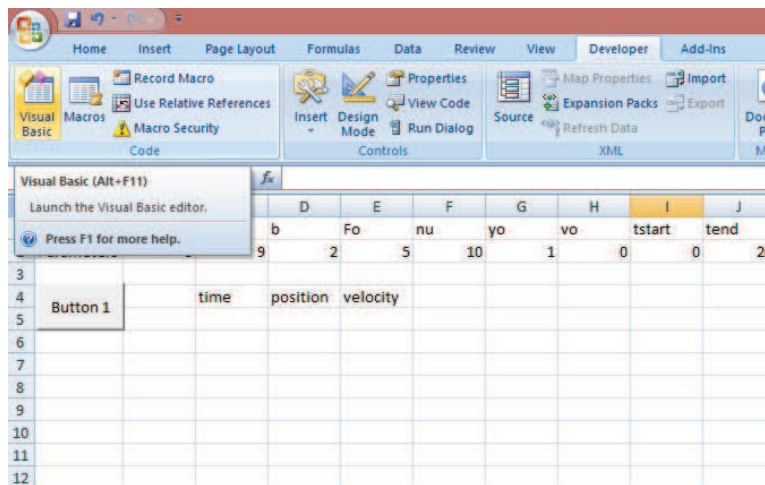 Home Insert Page Layout Formulas Data Review View Developer Add-Ins
Visual Basic
Macros
Record Macro
Use Relative References
Macro Security
Code
Insert
Design Mode
Properties
View Code
Run Dialog
Controls
Source
Map Properties
Expansion Packs
Refresh Data
Import
Export
XML
Visual Basic (Alt+F11)
Launch the Visual Basic editor.
Press F1 for more help.
fx
D E F G H I J
b Fo nu yo vo tstart tend
9 2 5 10 1 0 0 2
3
4 time position velocity
Button 1
5
6
7
8
9
10
11
12